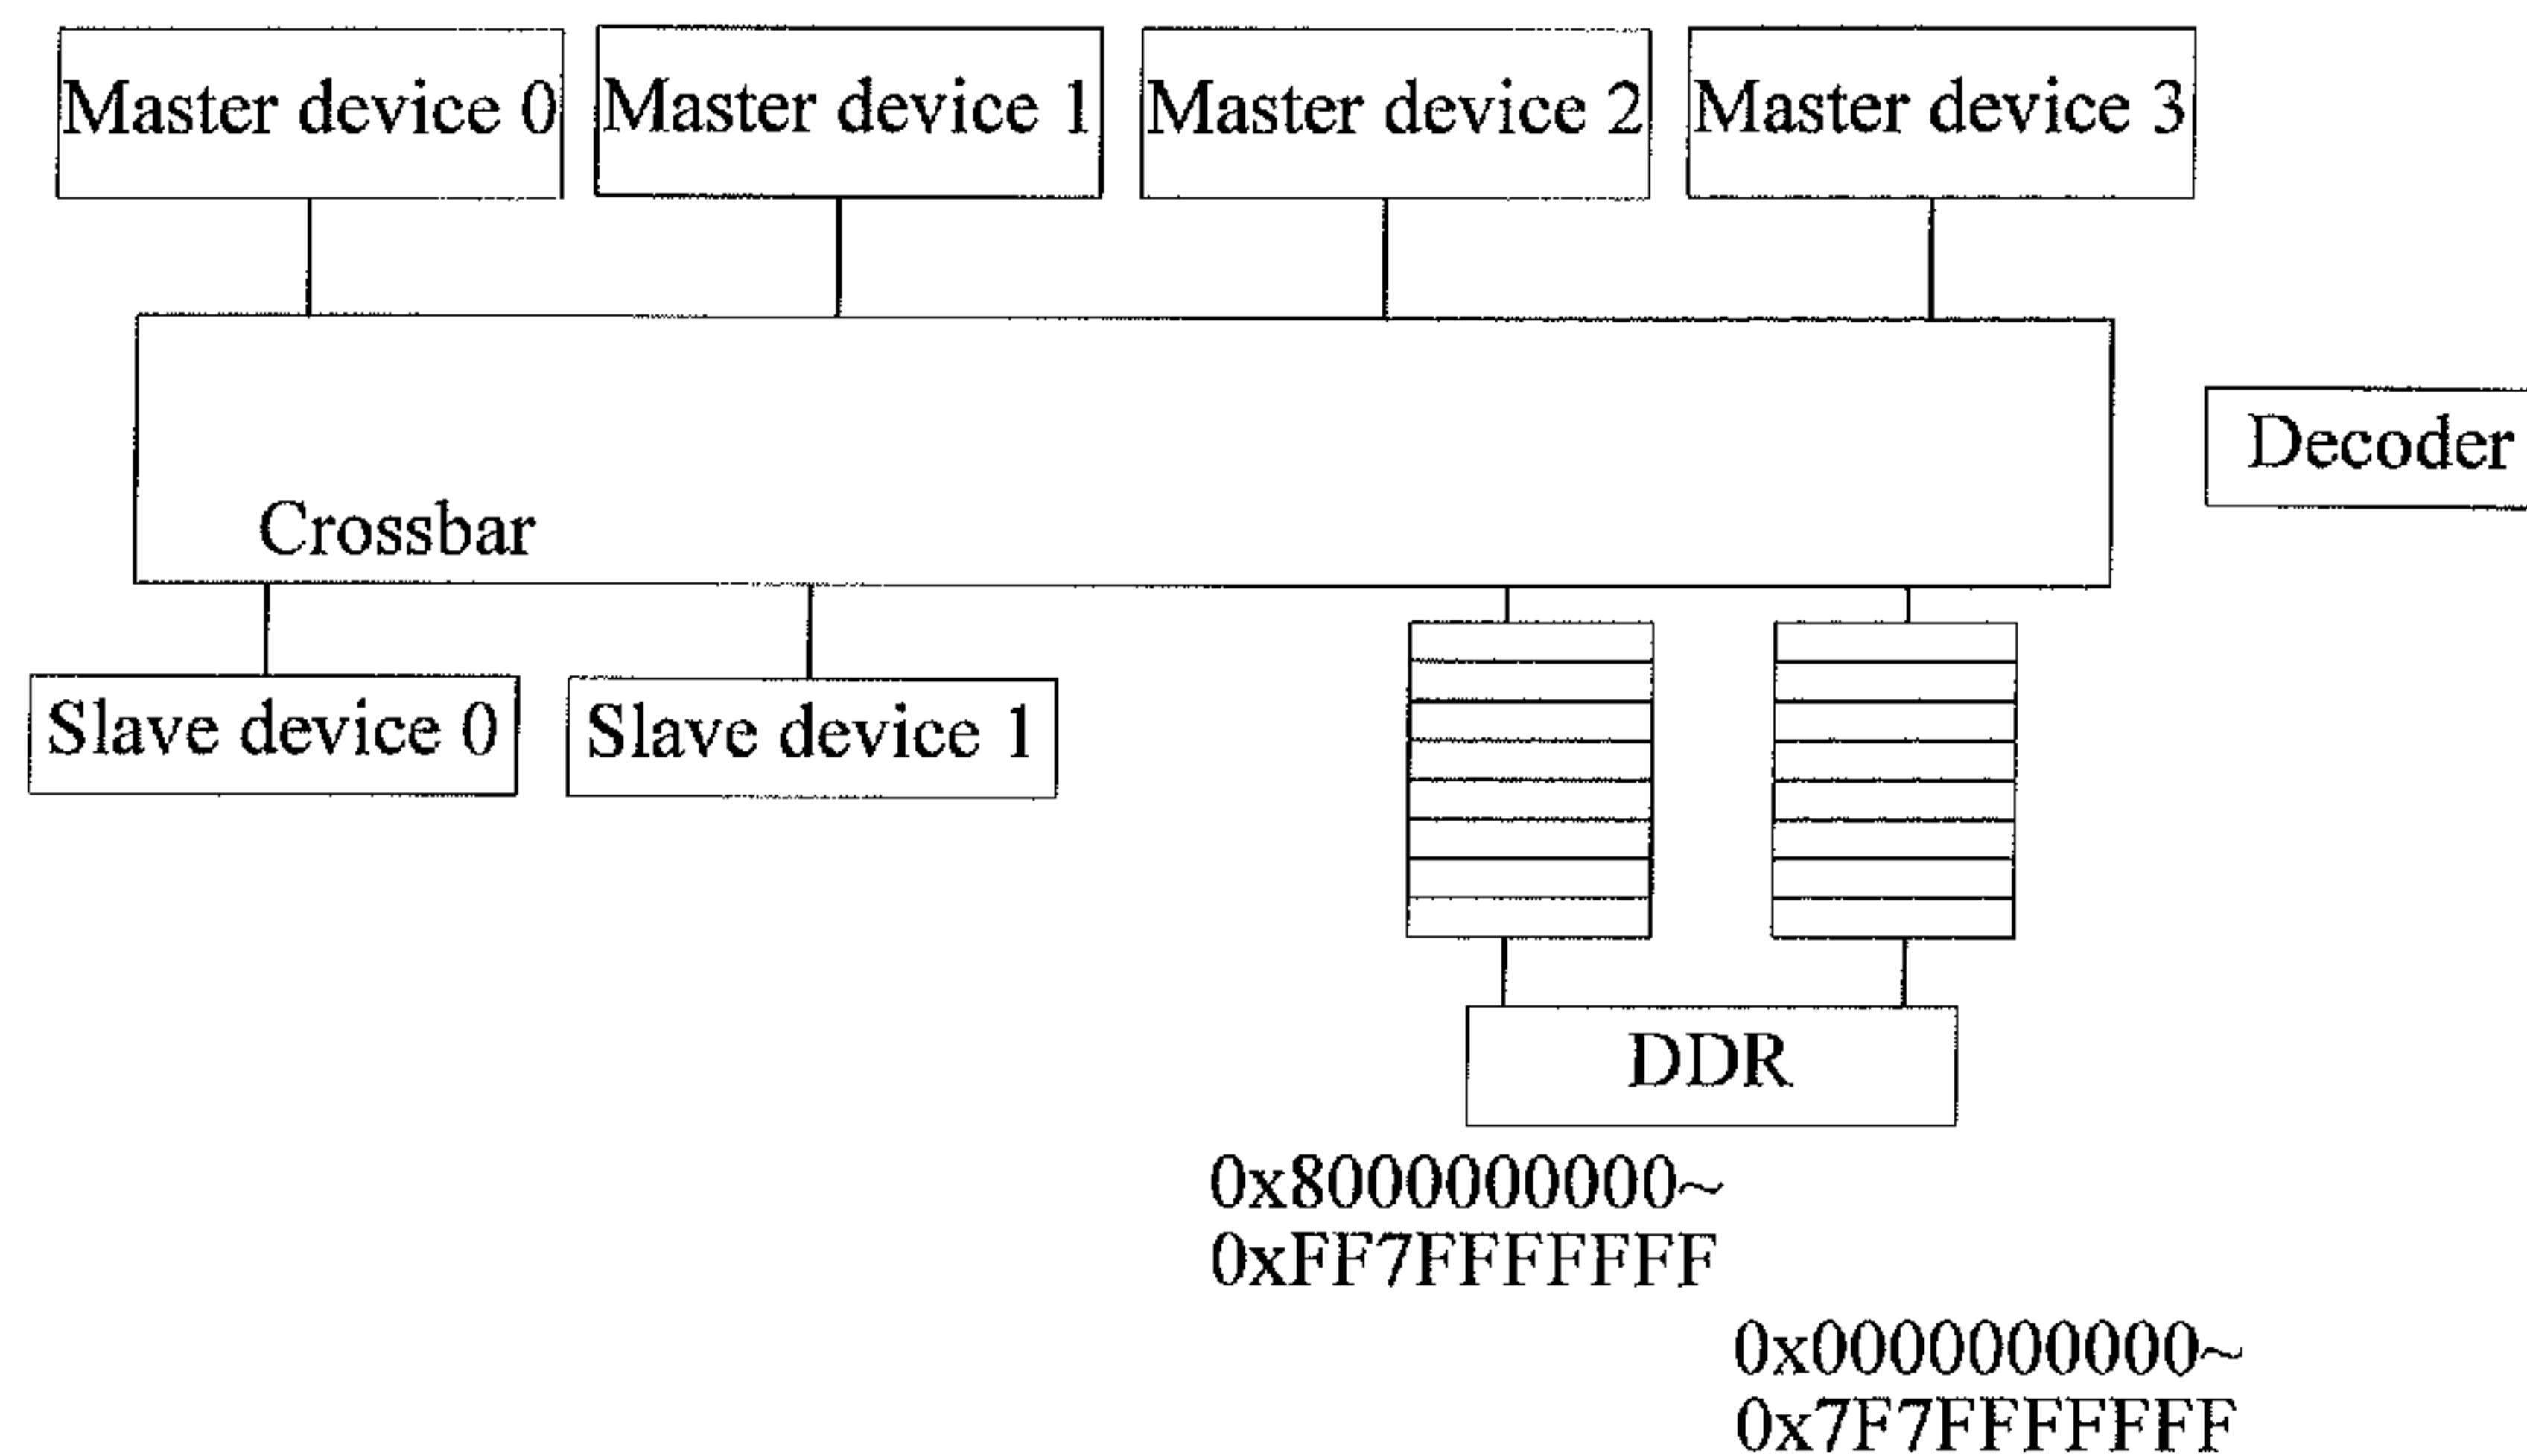 Master device 0
Master device 1
Master device 2
Master device 3
Decoder
Crossbar
Slave device 0
Slave device 1
DDR
0x8000000000~
0xFF7FFFFFFF
0x0000000000~
0x7F7FFFFFFF